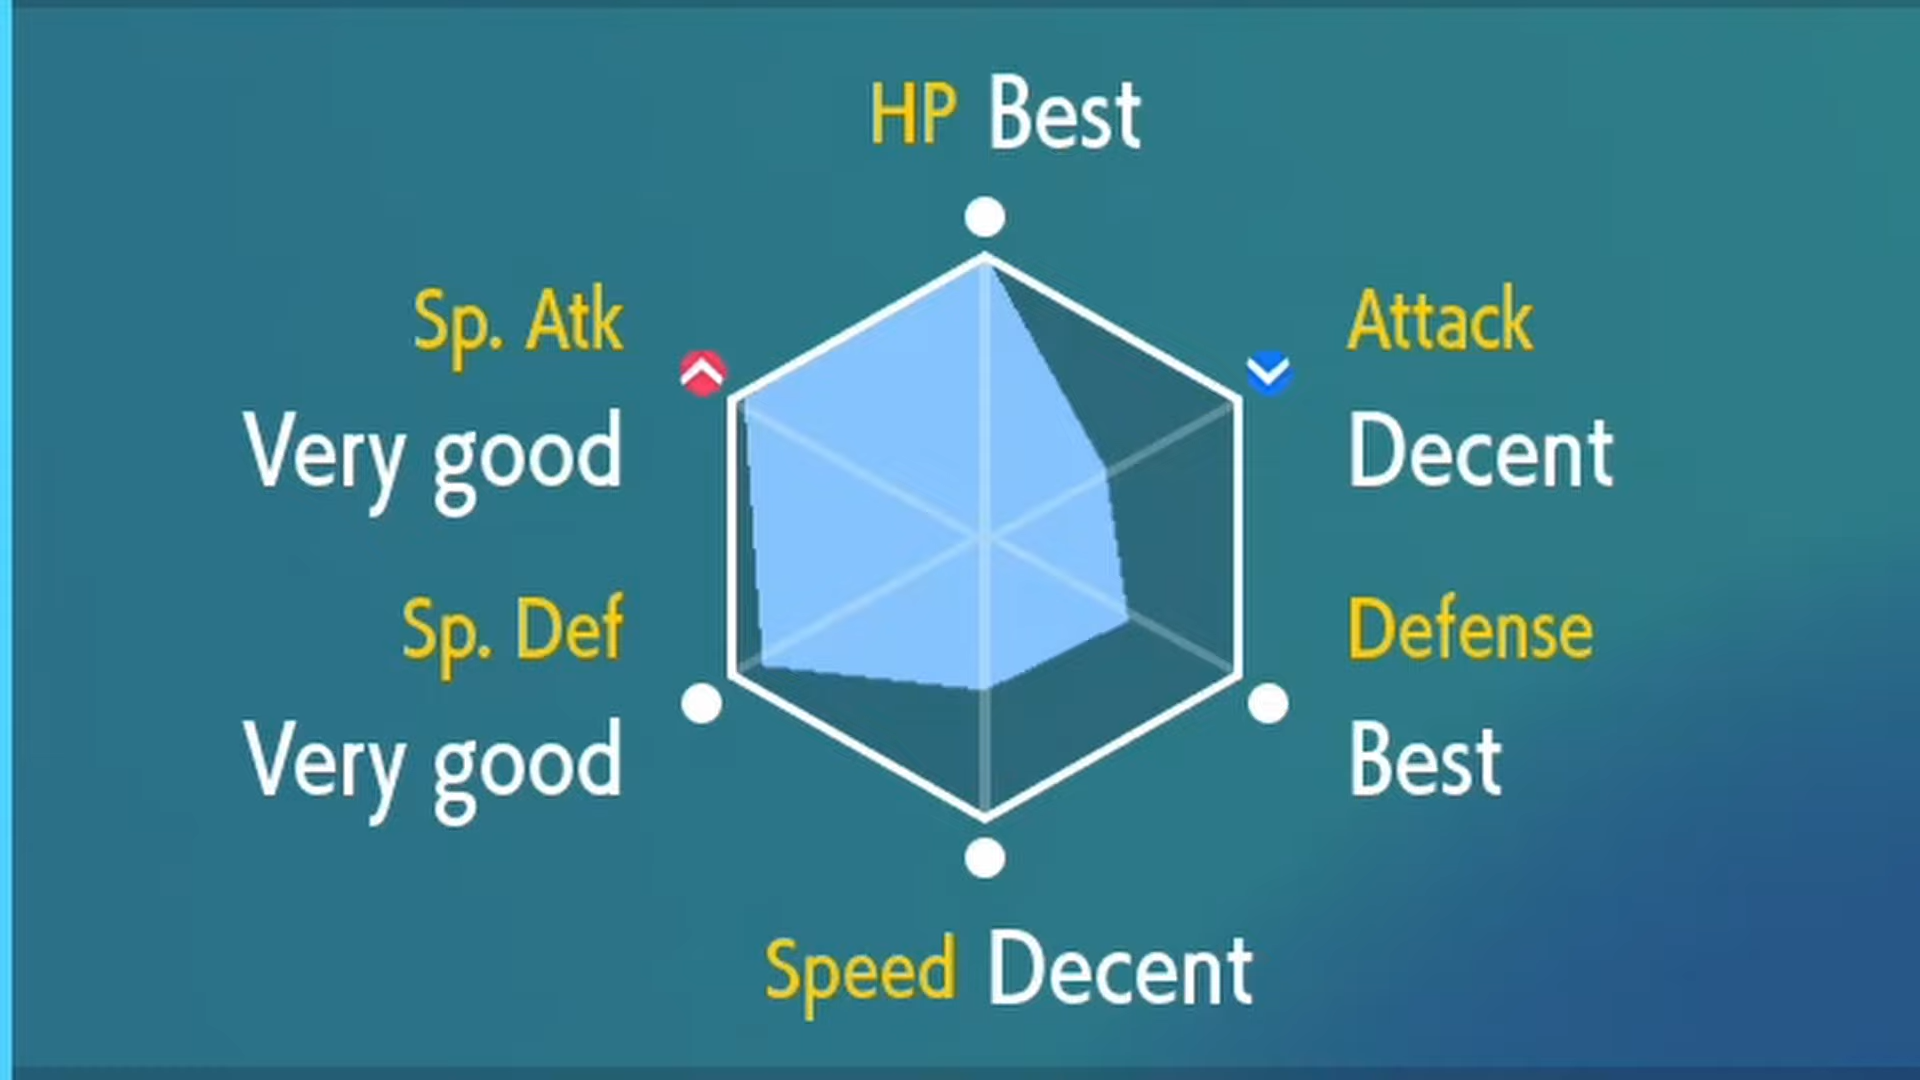 HP Best
Sp. Atk
Very good
Attack
Decent
Sp. Def
Very good
Defense
Best
Speed Decent